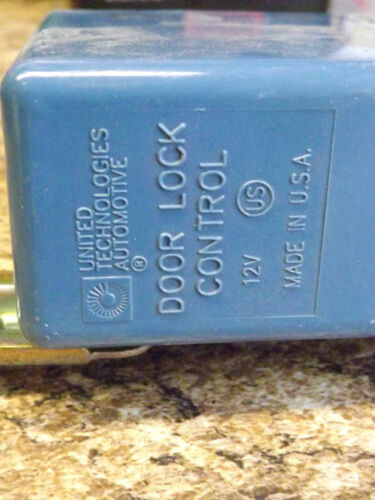 UNITED
TECHNOLOGIES
AUTOMOTIVE
®
DOOR LOCK
CONTROL
12V US
MADE IN U.S.A.